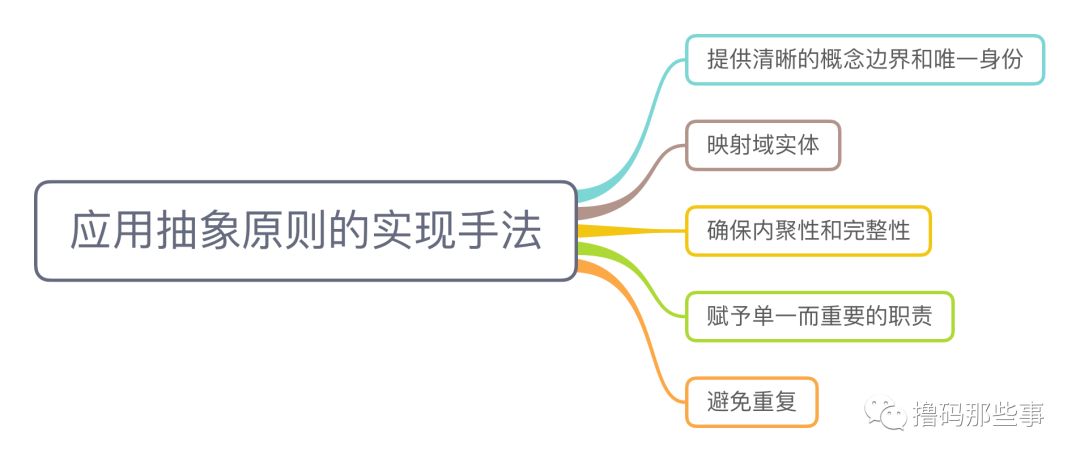 应用抽象原则的实现手法
提供清晰的概念边界和唯一身份
映射域实体
确保内聚性和完整性
赋予单一而重要的职责
避免重复
撸码那些事